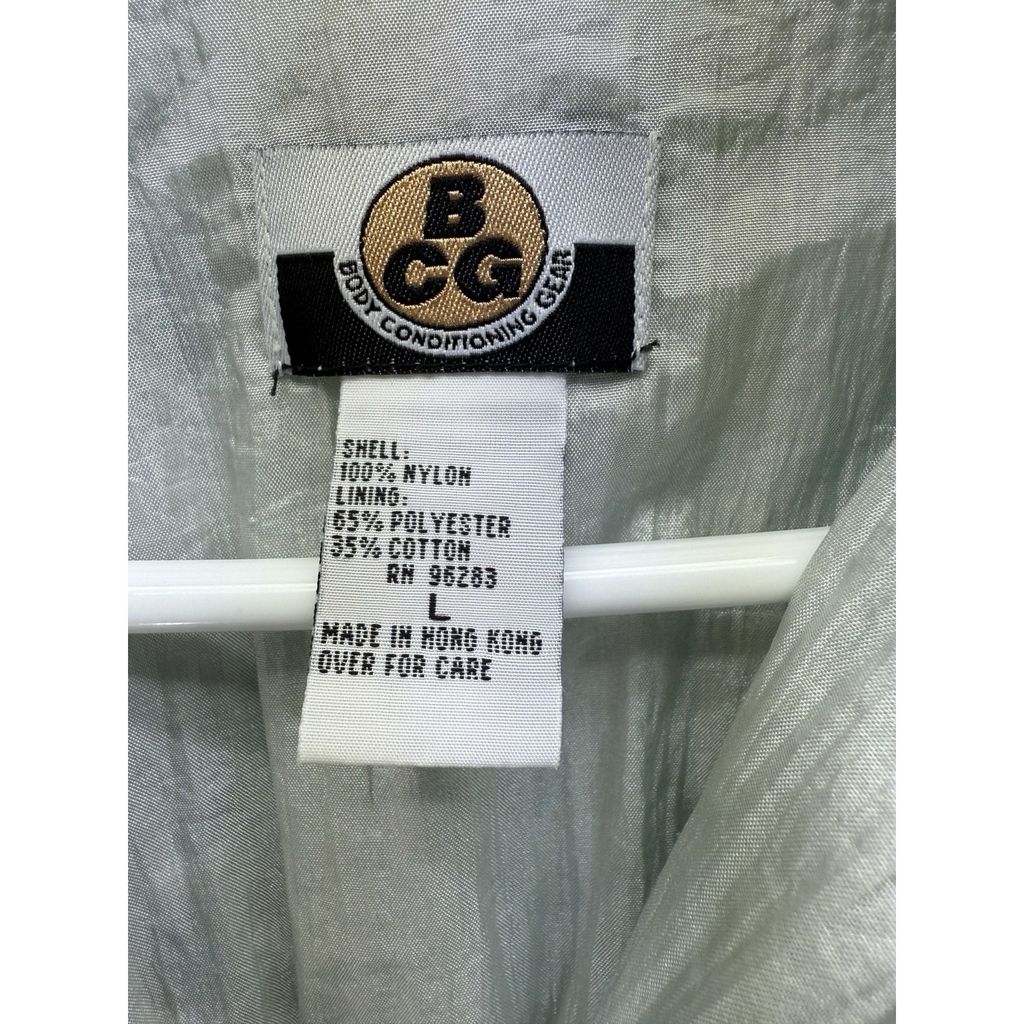 B
CG
BODY CONDITIONING GEAR
SHELL:
100% NYLON
LINING:
65% POLYESTER
35% COTTON
RN 96283
L
MADE IN HONG KONG
OVER FOR CARE